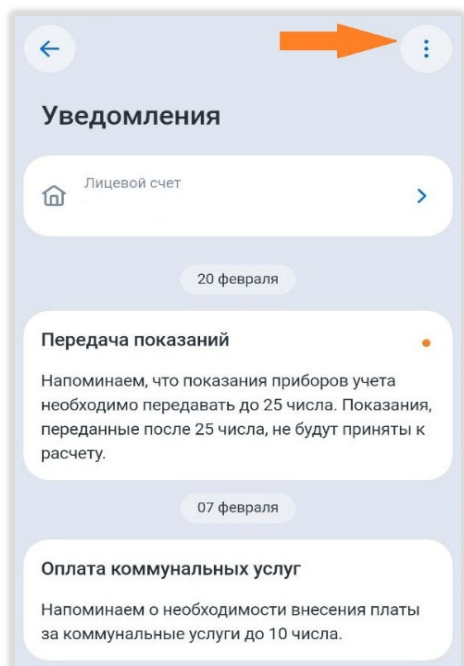 Уведомления
Лицевой счет
20 февраля
Передача показаний
Напоминаем, что показания приборов учета
необходимо передавать до 25 числа. Показания,
переданные после 25 числа, не будут приняты к
расчету.
07 февраля
Оплата коммунальных услуг
Напоминаем о необходимости внесения платы
за коммунальные услуги до 10 числа.